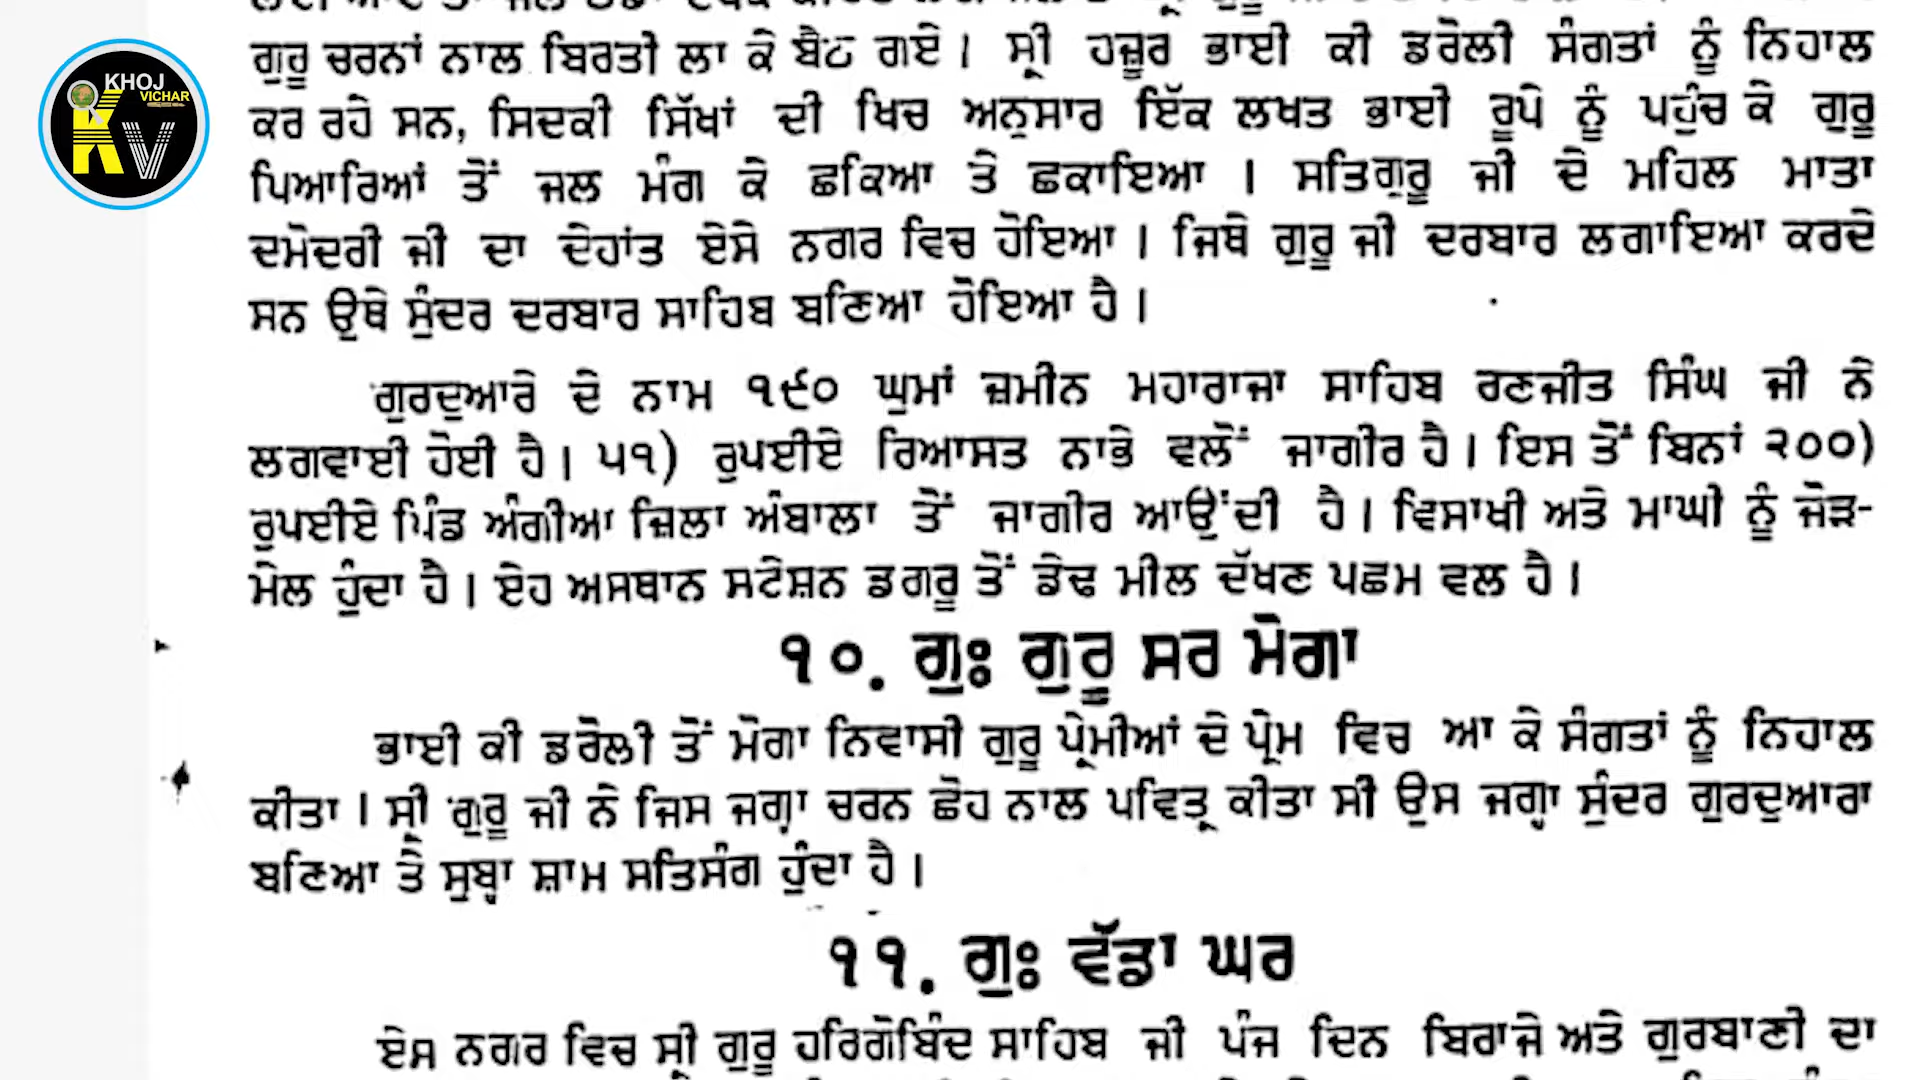 KHOJ
VICHAR
KV
ਗੁਰੂ ਚਰਨਾਂ ਨਾਲ ਬਿਰਤੀ ਲਾ ਕੇ ਬੈਠ ਗਏ। ਸ੍ਰੀ ਹਜ਼ੂਰ ਭਾਈ ਕੀ ਡਰੋਲੀ ਸੰਗਤਾਂ ਨੂੰ ਨਿਹਾਲ
ਕਰ ਰਹੇ ਸਨ, ਸਿਦਕੀ ਸਿੱਖਾਂ ਦੀ ਖਿਚ ਅਨੁਸਾਰ ਇੱਕ ਲਖਤ ਭਾਈ ਰੂਪੇ ਨੂੰ ਪਹੁੰਚ ਕੇ ਗੁਰੂ
ਪਿਆਰਿਆਂ ਤੋਂ ਜਲ ਮੰਗ ਕੇ ਛਕਿਆ ਤੇ ਛਕਾਇਆ। ਸਤਿਗੁਰੂ ਜੀ ਦੇ ਮਹਿਲ ਮਾਤਾ
ਦਮੋਦਰੀ ਜੀ ਦਾ ਦੇਹਾਂਤ ਏਸੇ ਨਗਰ ਵਿਚ ਹੋਇਆ। ਜਿਥੇ ਗੁਰੂ ਜੀ ਦਰਬਾਰ ਲਗਾਇਆ ਕਰਦੇ
ਸਨ ਉਥੇ ਸੁੰਦਰ ਦਰਬਾਰ ਸਾਹਿਬ ਬਣਿਆ ਹੋਇਆ ਹੈ।
ਗੁਰਦੁਆਰੇ ਦੇ ਨਾਮ ੧੯੦ ਘੁਮਾਂ ਜ਼ਮੀਨ ਮਹਾਰਾਜਾ ਸਾਹਿਬ ਰਣਜੀਤ ਸਿੰਘ ਜੀ ਨੇ
ਲਗਵਾਈ ਹੋਈ ਹੈ। ੫੧) ਰੁਪਈਏ ਰਿਆਸਤ ਨਾਭੇ ਵਲੋਂ ਜਾਗੀਰ ਹੈ। ਇਸ ਤੋਂ ਬਿਨਾਂ ੨੦੦)
ਰੁਪਈਏ ਪਿੰਡ ਅੰਗੀਆ ਜ਼ਿਲਾ ਅੰਬਾਲਾ ਤੋਂ ਜਾਗੀਰ ਆਉਂਦੀ ਹੈ। ਵਿਸਾਖੀ ਅਤੇ ਮਾਘੀ ਨੂੰ ਜੋੜ-
ਮੇਲ ਹੁੰਦਾ ਹੈ। ਏਹ ਅਸਥਾਨ ਸਟੇਸ਼ਨ ਡਗਰੂ ਤੋਂ ਡੇਢ ਮੀਲ ਦੱਖਣ ਪਛਮ ਵਲ ਹੈ।
੧੦. ਗੁਃ ਗੁਰੂ ਸਰ ਮੋਗਾ
ਭਾਈ ਕੀ ਡਰੋਲੀ ਤੋਂ ਮੋਗਾ ਨਿਵਾਸੀ ਗੁਰੂ ਪ੍ਰੇਮੀਆਂ ਦੇ ਪ੍ਰੇਮ ਵਿਚ ਆ ਕੇ ਸੰਗਤਾਂ ਨੂੰ ਨਿਹਾਲ
ਕੀਤਾ। ਸ੍ਰੀ ਗੁਰੂ ਜੀ ਨੇ ਜਿਸ ਜਗ੍ਹਾ ਚਰਨ ਛੋਹ ਨਾਲ ਪਵਿਤ੍ਰ ਕੀਤਾ ਸੀ ਉਸ ਜਗ੍ਹਾ ਸੁੰਦਰ ਗੁਰਦੁਆਰਾ
ਬਣਿਆ ਤੇ ਸੁਬ੍ਹਾ ਸ਼ਾਮ ਸਤਿਸੰਗ ਹੁੰਦਾ ਹੈ।
੧੧. ਗੁਃ ਵੱਡਾ ਘਰ
ਏਸ ਨਗਰ ਵਿਚ ਸ੍ਰੀ ਗੁਰੂ ਹਰਿਗੋਬਿੰਦ ਸਾਹਿਬ ਜੀ ਪੰਜ ਦਿਨ ਬਿਰਾਜੇ ਅਤੇ ਗੁਰਬਾਣੀ ਦਾ